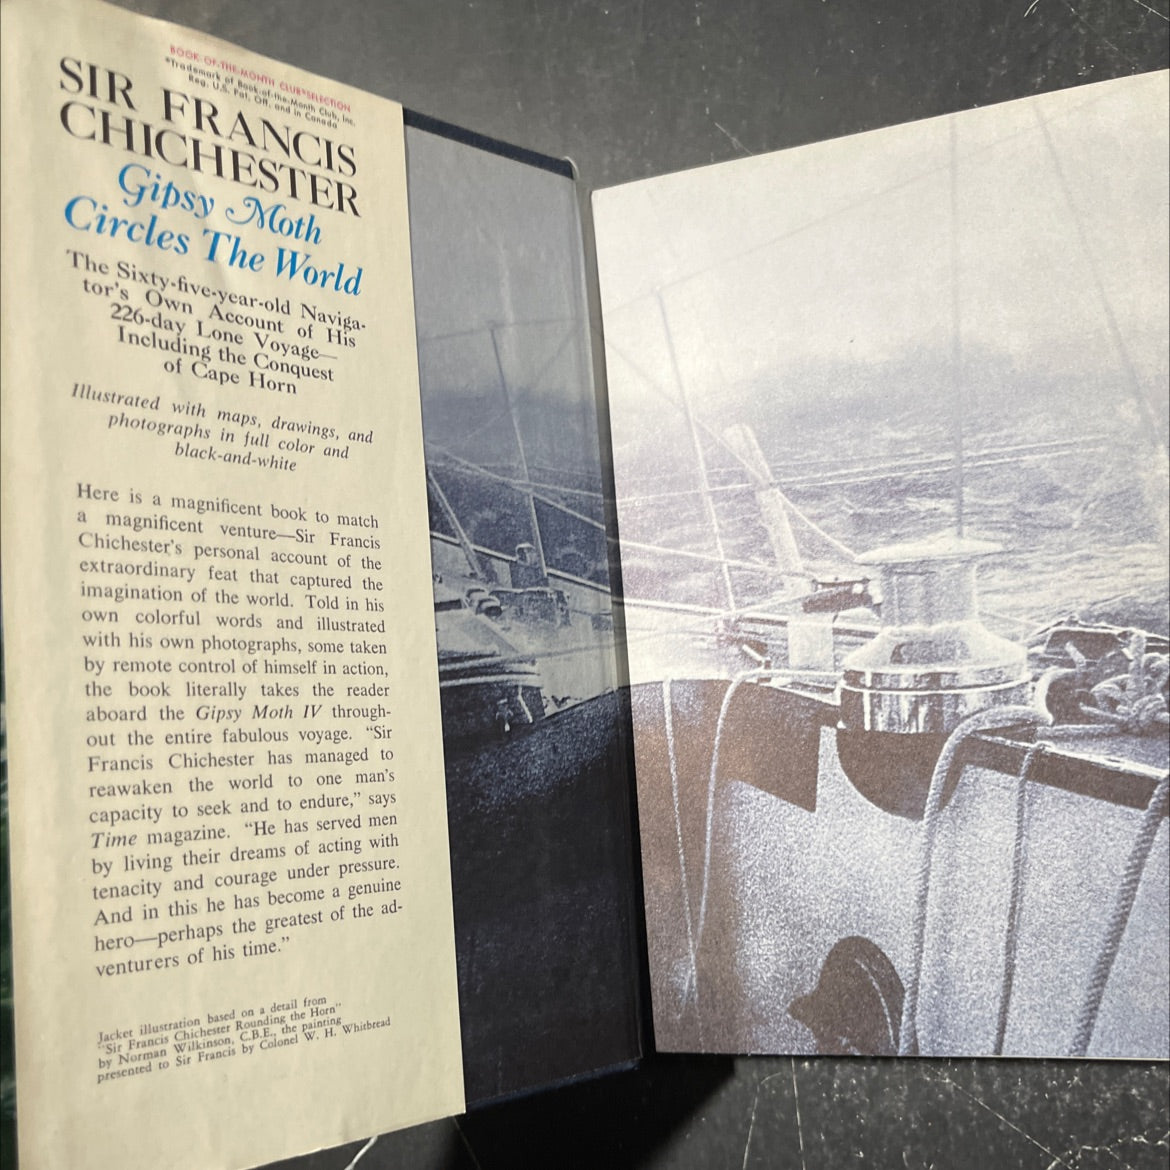 BOOK-OF-THE-MONTH CLUB*SELECTION
*Trademark of Book-of-the-Month Club, Inc.
Reg. U.S. Pat. Off. and in Canada
SIR FRANCIS
CHICHESTER
Gipsy Moth
Circles The World
The Sixty-five-year-old Naviga-
tor's Own Account of His
226-day Lone Voyage—
Including the Conquest
of Cape Horn
Illustrated with maps, drawings, and
photographs in full color and
black-and-white
Here is a magnificent book to match
a magnificent venture—Sir Francis
Chichester's personal account of the
extraordinary feat that captured the
imagination of the world. Told in his
own colorful words and illustrated
with his own photographs, some taken
by remote control of himself in action,
the book literally takes the reader
aboard the Gipsy Moth IV through-
out the entire fabulous voyage. “Sir
Francis Chichester has managed to
reawaken the world to one man's
capacity to seek and to endure,” says
Time magazine. “He has served men
by living their dreams of acting with
tenacity and courage under pressure.
And in this he has become a genuine
hero—perhaps the greatest of the ad-
venturers of his time.”
Jacket illustration based on a detail from
“Sir Francis Chichester Rounding the Horn”
by Norman Wilkinson, C.B.E., the painting
presented to Sir Francis by Colonel W. H. Whitbread